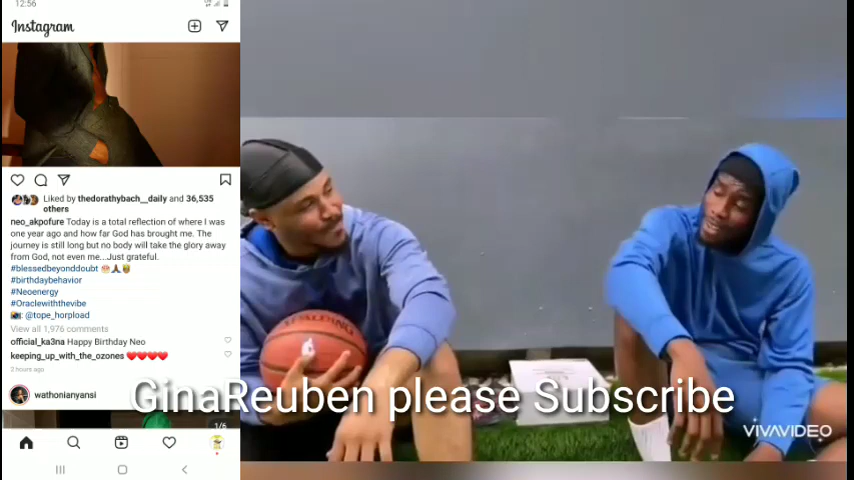 12:56
Instagram
Liked by thedorathybach__daily and 36,535
others
neo_akpofure Today is a total reflection of where I was
one year ago and how far God has brought me. The
journey is still long but no body will take the glory away
from God, not even me...Just grateful.
#blessedbeyonddoubt
#birthdaybehavior
#Neoenergy
#Oraclewiththevibe
: @tope_horpload
View all 1,976 comments
official_ka3na Happy Birthday Neo
keeping_up_with_the_ozones ❤️❤️❤️❤️
2 hours ago
wathonianyansi
1/6
SPALDING
GinaReuben please Subscribe
VIVAVIDEO